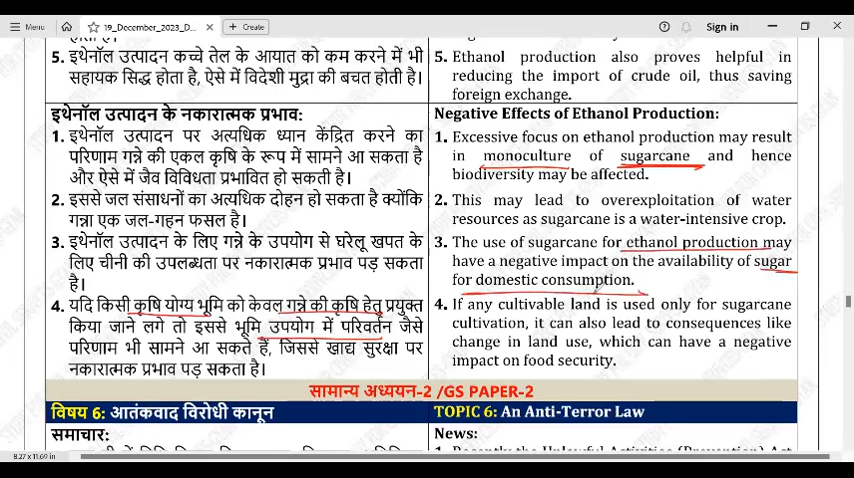 Menu
19_December_2023_D...
Create
Sign in
5. इथेनॉल उत्पादन कच्चे तेल के आयात को कम करने में भी
सहायक सिद्ध होता है, ऐसे में विदेशी मुद्रा की बचत होती है।
इथेनॉल उत्पादन के नकारात्मक प्रभाव:
1. इथेनॉल उत्पादन पर अत्यधिक ध्यान केंद्रित करने का
परिणाम गन्ने की एकल कृषि के रूप में सामने आ सकता है
और ऐसे में जैव विविधता प्रभावित हो सकती है।
2. इससे जल संसाधनों का अत्यधिक दोहन हो सकता है क्योंकि
गन्ना एक जल-गहन फसल है।
3. इथेनॉल उत्पादन के लिए गन्ने के उपयोग से घरेलू खपत के
लिए चीनी की उपलब्धता पर नकारात्मक प्रभाव पड़ सकता
है।
4. यदि किसी कृषि योग्य भूमि को केवल गन्ने की कृषि हेतु प्रयुक्त
किया जाने लगे तो इससे भूमि उपयोग में परिवर्तन जैसे
परिणाम भी सामने आ सकते हैं, जिससे खाद्य सुरक्षा पर
नकारात्मक प्रभाव पड़ सकता है।
5. Ethanol production also proves helpful in
reducing the import of crude oil, thus saving
foreign exchange.
Negative Effects of Ethanol Production:
1. Excessive focus on ethanol production may result
in monoculture of sugarcane and hence
biodiversity may be affected.
2. This may lead to overexploitation of water
resources as sugarcane is a water-intensive crop.
3. The use of sugarcane for ethanol production may
have a negative impact on the availability of sugar
for domestic consumption.
4. If any cultivable land is used only for sugarcane
cultivation, it can also lead to consequences like
change in land use, which can have a negative
impact on food security.
सामान्य अध्ययन-2 /GS PAPER-2
विषय 6: आतंकवाद विरोधी कानून
TOPIC 6: An Anti-Terror Law
समाचार:
News:
8.27 x 11.69 in